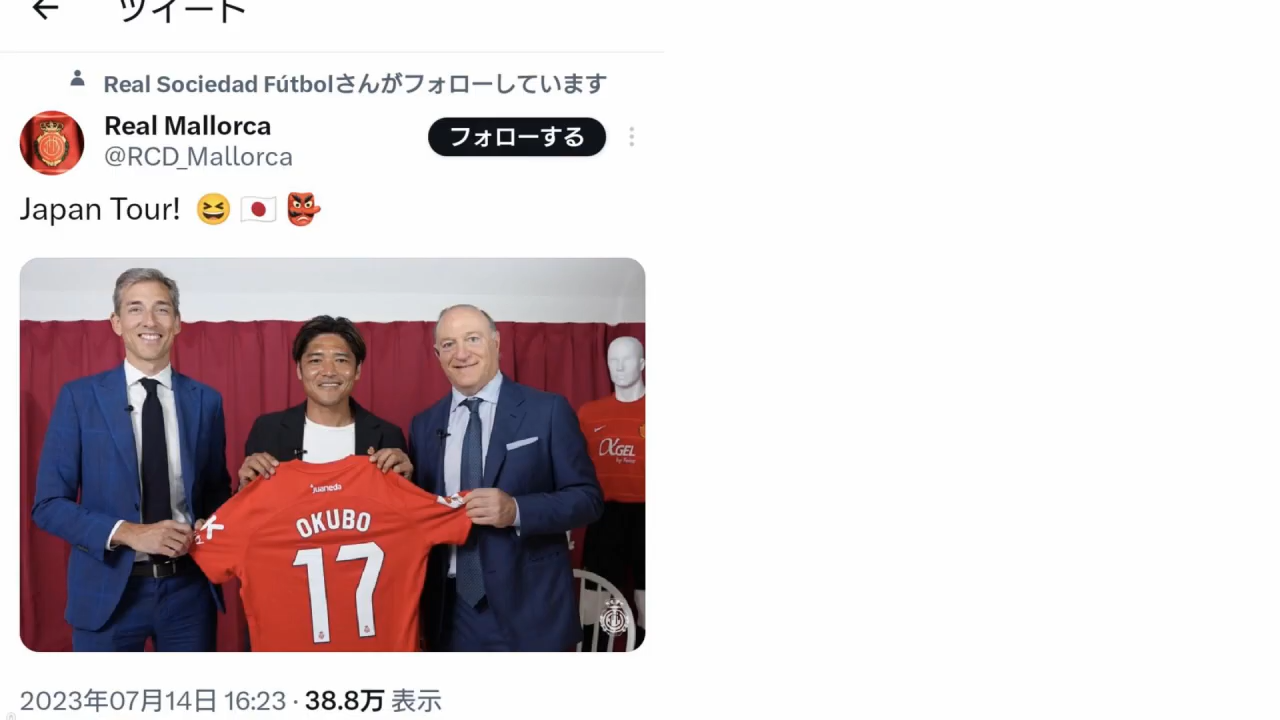 ツイート
Real Sociedad Fútbolさんがフォローしています
Real Mallorca
フォローする
@RCD_Mallorca
Japan Tour! 😆🇯🇵👺
αGEL
juaneda
OKUBO
17
2023年07月14日 16:23 · 38.8万 表示